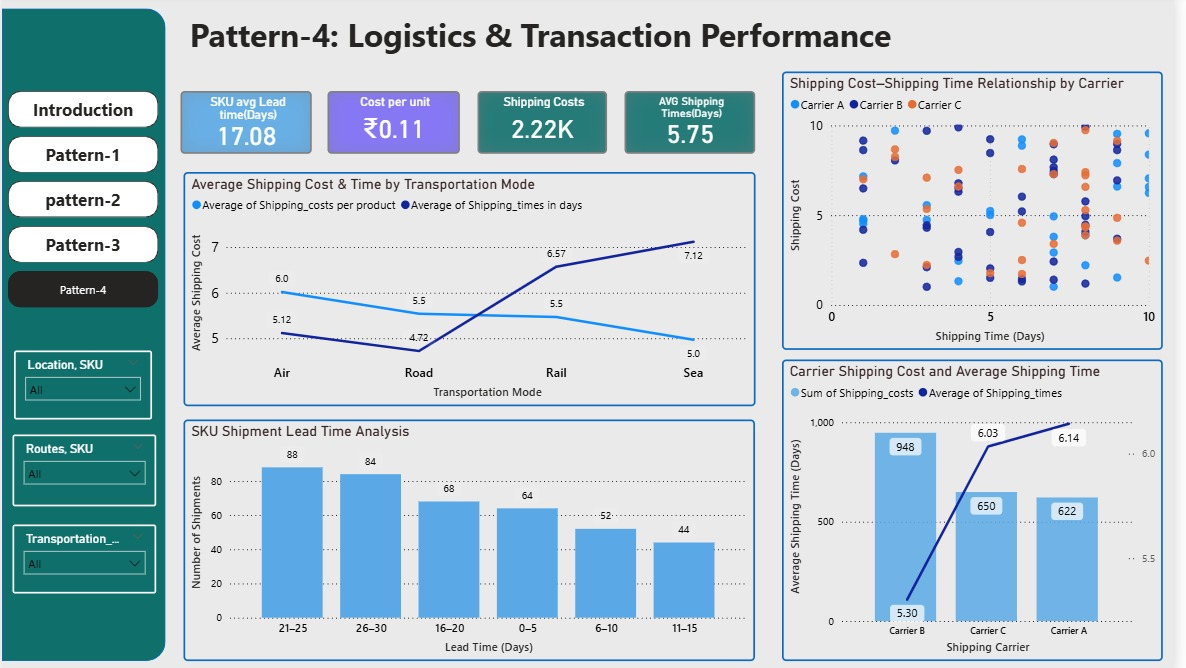 Pattern-4: Logistics & Transaction Performance
Introduction
Pattern-1
pattern-2
Pattern-3
Pattern-4
Location, SKU
All
Routes, SKU
All
Transportation_...
All
SKU avg Lead
time(Days)
17.08
Cost per unit
₹0.11
Shipping Costs
2.22K
AVG Shipping
Times(Days)
5.75
Average Shipping Cost & Time by Transportation Mode
Average of Shipping_costs per product Average of Shipping_times in days
Average Shipping Cost
7
6
5
6.0
5.5
5.5
5.0
5.12
4.72
6.57
7.12
Air Road Rail Sea
Transportation Mode
SKU Shipment Lead Time Analysis
Number of Shipments
80
60
40
20
0
88
84
68
64
52
44
21–25 26–30 16–20 0–5 6–10 11–15
Lead Time (Days)
Shipping Cost–Shipping Time Relationship by Carrier
Carrier A Carrier B Carrier C
Shipping Cost
10
5
0
0 5 10
Shipping Time (Days)
Carrier Shipping Cost and Average Shipping Time
Sum of Shipping_costs Average of Shipping_times
Average Shipping Time (Days)
1,000
500
0
948
650
622
5.30
6.03
6.14
6.0
5.5
Carrier B Carrier C Carrier A
Shipping Carrier